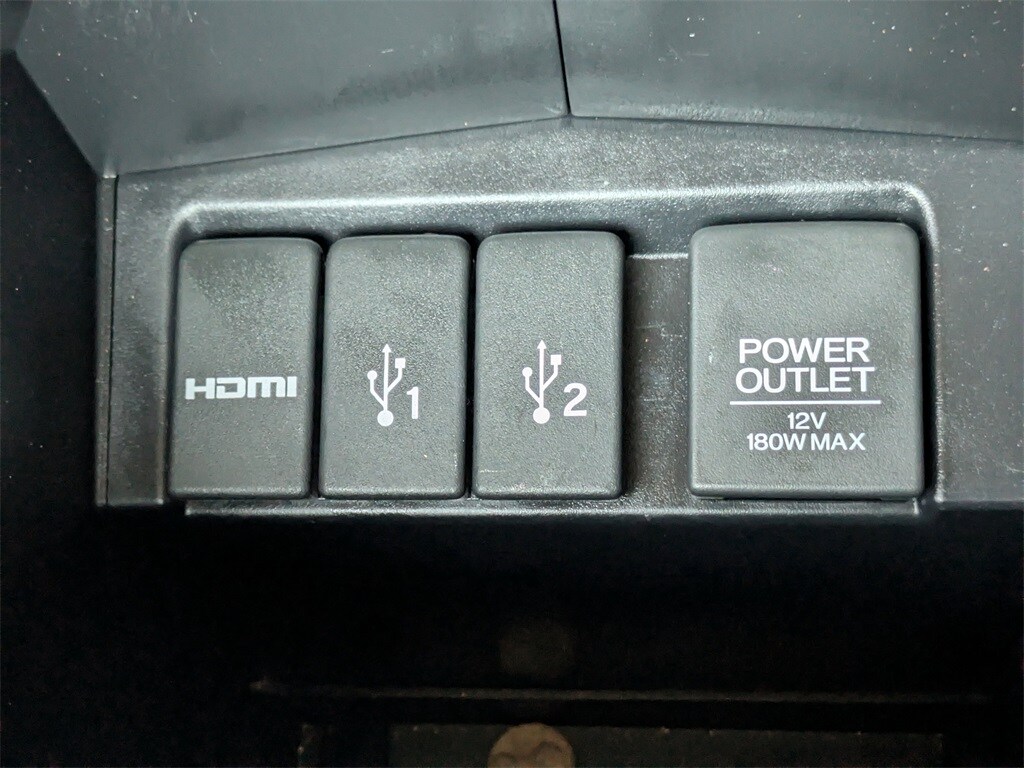 HDMI
1
2
POWER
OUTLET
12V
180W MAX